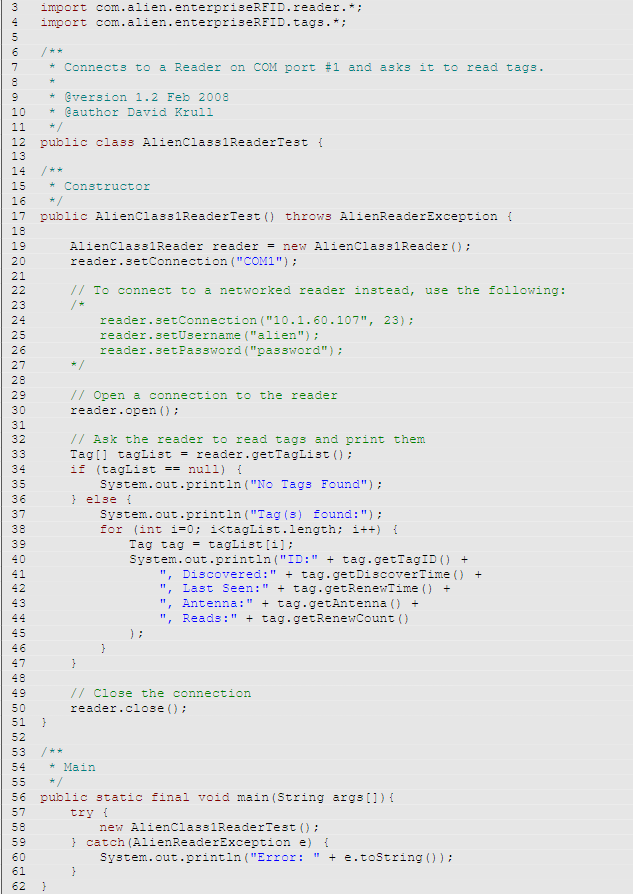 3 import com.alien.enterpriseRFID.reader.*;
4 import com.alien.enterpriseRFID.tags.*;
5
6 /**
7  * Connects to a Reader on COM port #1 and asks it to read tags.
8  *
9  * @version 1.2 Feb 2008
10  * @author David Krull
11  */
12 public class AlienClass1ReaderTest {
13
14 /**
15  * Constructor
16  */
17 public AlienClass1ReaderTest() throws AlienReaderException {
18
19     AlienClass1Reader reader = new AlienClass1Reader();
20     reader.setConnection("COM1");
21
22     // To connect to a networked reader instead, use the following:
23     /*
24         reader.setConnection("10.1.60.107", 23);
25         reader.setUsername("alien");
26         reader.setPassword("password");
27     */
28
29     // Open a connection to the reader
30     reader.open();
31
32     // Ask the reader to read tags and print them
33     Tag[] tagList = reader.getTagList();
34     if (tagList == null) {
35         System.out.println("No Tags Found");
36     } else {
37         System.out.println("Tag(s) found:");
38         for (int i=0; i<tagList.length; i++) {
39             Tag tag = tagList[i];
40             System.out.println("ID:" + tag.getTagID() +
41                 ", Discovered:" + tag.getDiscoverTime() +
42                 ", Last Seen:" + tag.getRenewTime() +
43                 ", Antenna:" + tag.getAntenna() +
44                 ", Reads:" + tag.getRenewCount()
45             );
46         }
47     }
48
49     // Close the connection
50     reader.close();
51 }
52
53 /**
54  * Main
55  */
56 public static final void main(String args[]){
57     try {
58         new AlienClass1ReaderTest();
59     } catch(AlienReaderException e) {
60         System.out.println("Error: " + e.toString());
61     }
62 }